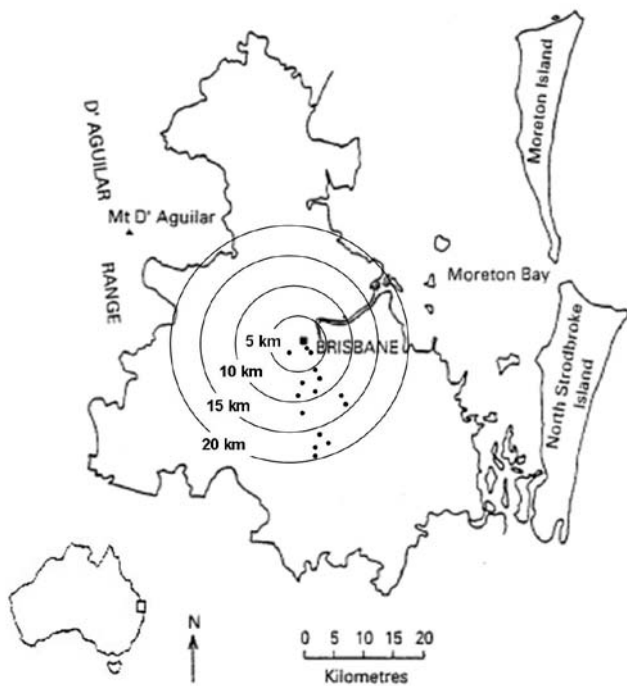 D' AGUILAR
RANGE
Mt D' Aguilar
Moreton Island
Moreton Bay
North Strodbroke
Island
BRISBANE
5 km
10 km
15 km
20 km
N
0 5 10 15 20
Kilometres